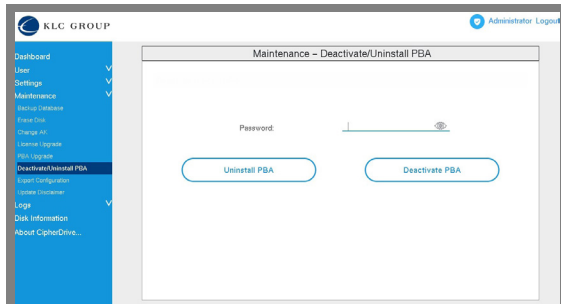 KLC GROUP
Administrator Logout
Maintenance – Deactivate/Uninstall PBA
Dashboard
User
Settings
Maintenance
Backup Database
Erase Disk
Change AK
License Upgrade
PBA Upgrade
Deactivate/Uninstall PBA
Export Configuration
Update Disclaimer
Logs
Disk Information
About CipherDrive...
Password:
Uninstall PBA
Deactivate PBA